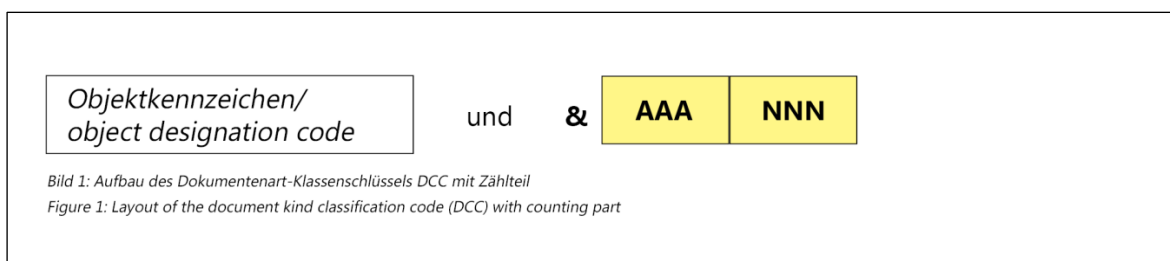 Objektkennzeichen/
object designation code
und & AAA NNN
Bild 1: Aufbau des Dokumentenart-Klassenschlüssels DCC mit Zählteil
Figure 1: Layout of the document kind classification code (DCC) with counting part